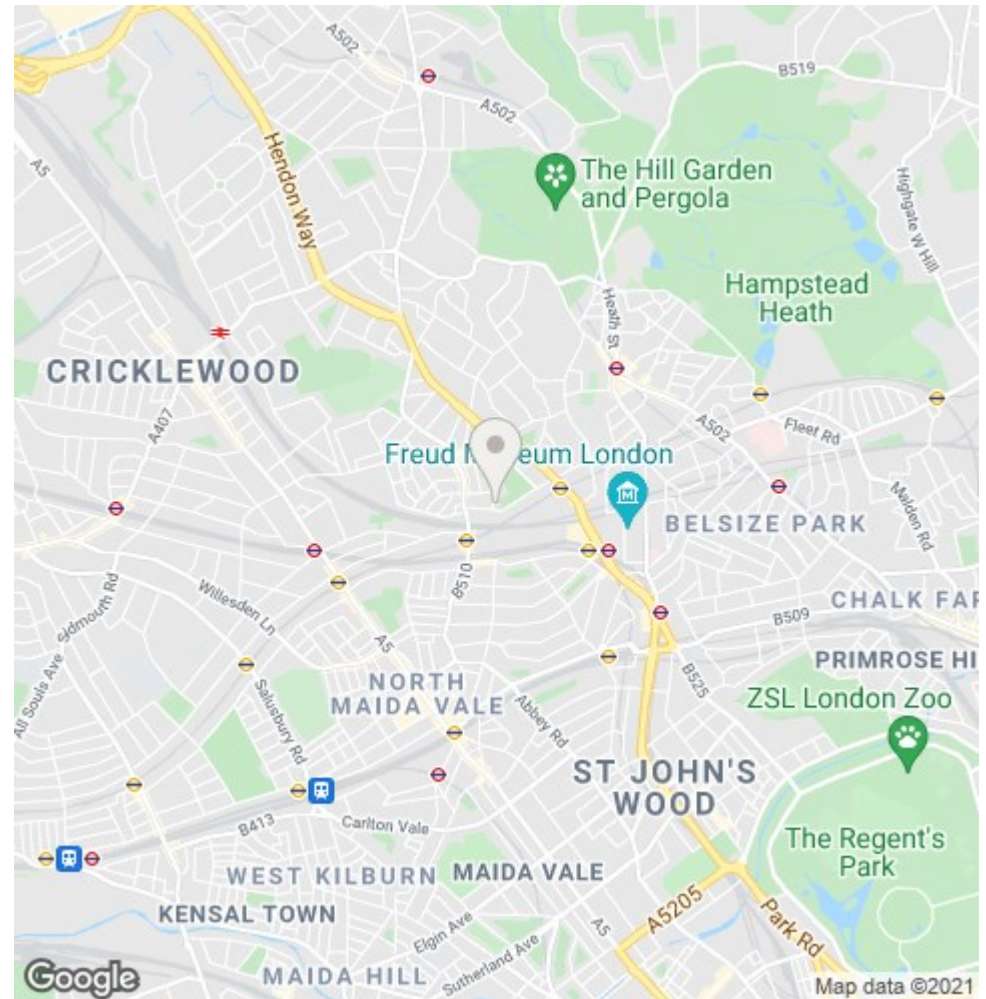 A502
B519
A502
A5
Hendon Way
The Hill Garden
and Pergola
Highgate W Hill
Hampstead
Heath
Heath St
CRICKLEWOOD
A407
A502
Fleet Rd
Freud M eum London
M
BELSIZE PARK
Malden Rd
B510
Willesden Ln
Sidmouth Rd
A5
B509
CHALK FAR
All Souls Ave
PRIMROSE HI
B525
NORTH
MAIDA VALE
Salusbury Rd
Abbey Rd
ZSL London Zoo
ST JOHN'S
WOOD
B413
Carlton Vale
The Regent's
Park
WEST KILBURN
MAIDA VALE
A5205
Park Rd
KENSAL TOWN
Elgin Ave
A5
Sutherland Ave
MAIDA HILL
Google
Map data ©2021